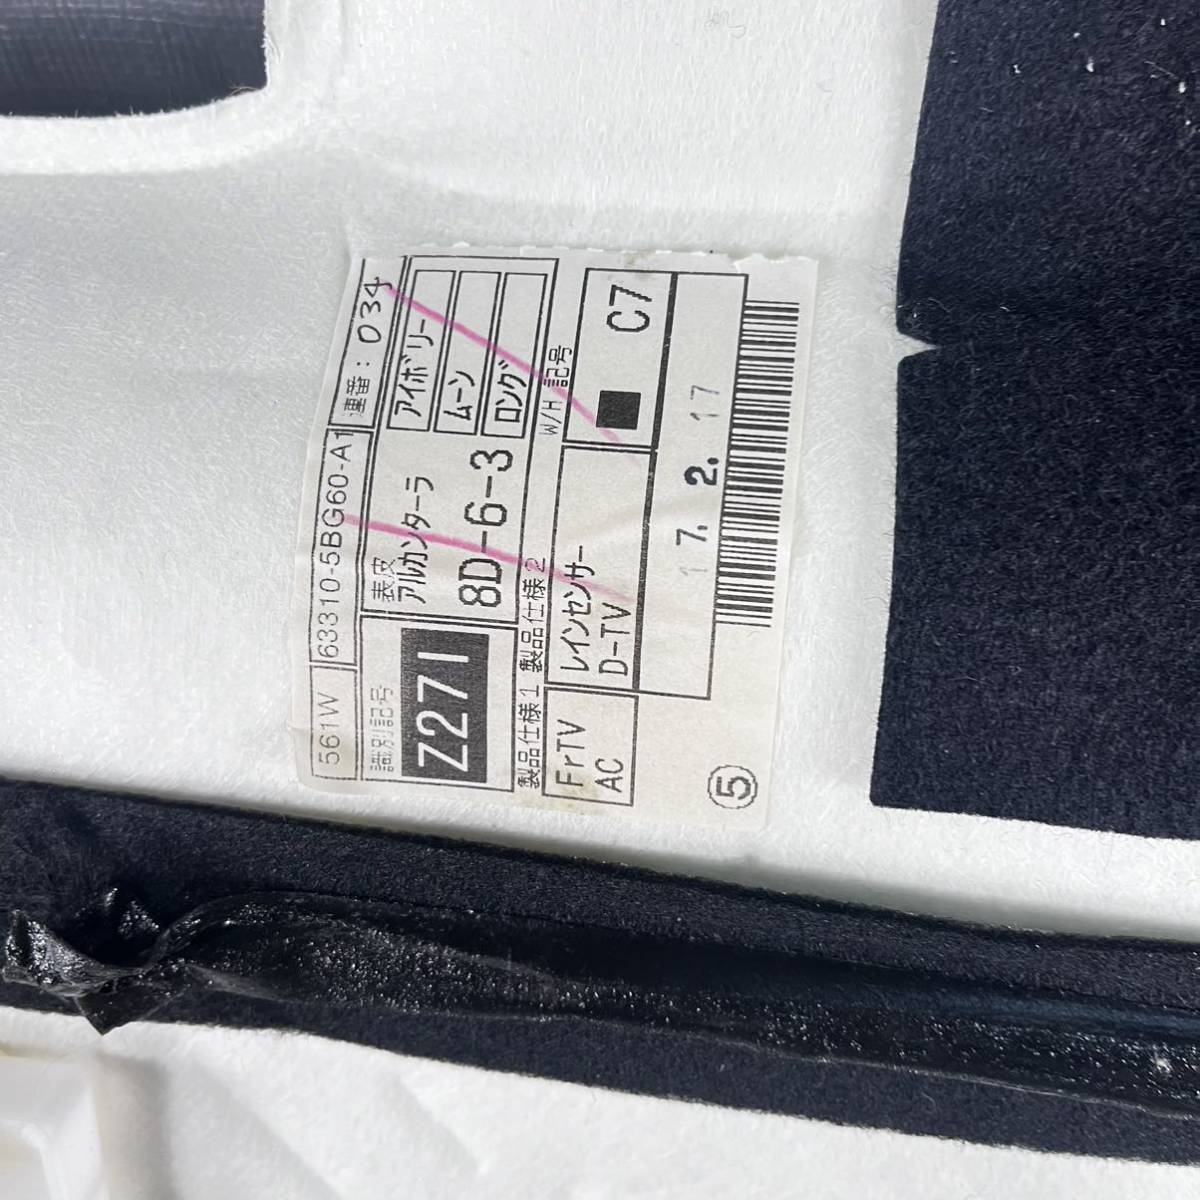 561W 63310-5BG60-A1 連番：034
識別記号
Z271
表皮
アルカンターラ
8D-6-3
アイボリー
ムーン
ロング
製品仕様1 製品仕様2 W/H 記号
FrTV
AC
レインセンサー
D-TV
■ C7
17. 2. 17
⑤